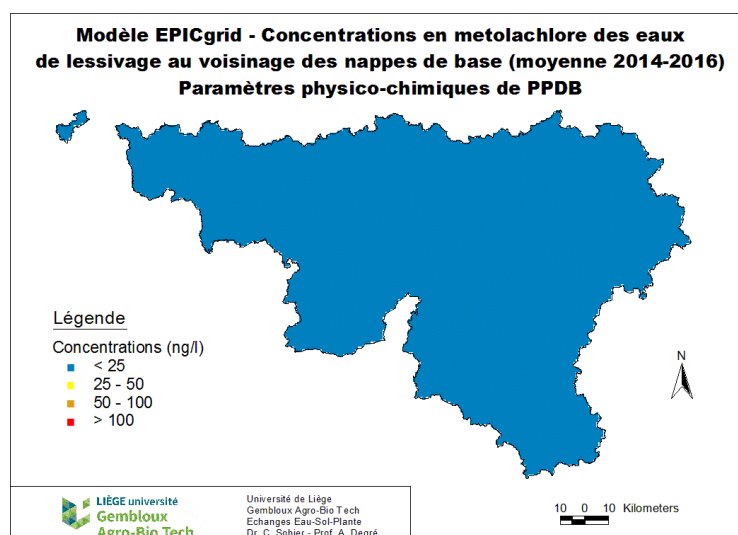 Modèle EPICgrid - Concentrations en metolachlore des eaux
de lessivage au voisinage des nappes de base (moyenne 2014-2016)
Paramètres physico-chimiques de PPDB
Légende
Concentrations (ng/l)
< 25
25 - 50
50 - 100
> 100
N
10 0 10 Kilometers
LIÈGE université
Gembloux
Agro-Bio Tech
Université de Liège
Gembloux Agro-Bio Tech
Echanges Eau-Sol-Plante
Dr. C. Sohier - Prof. A. Degré